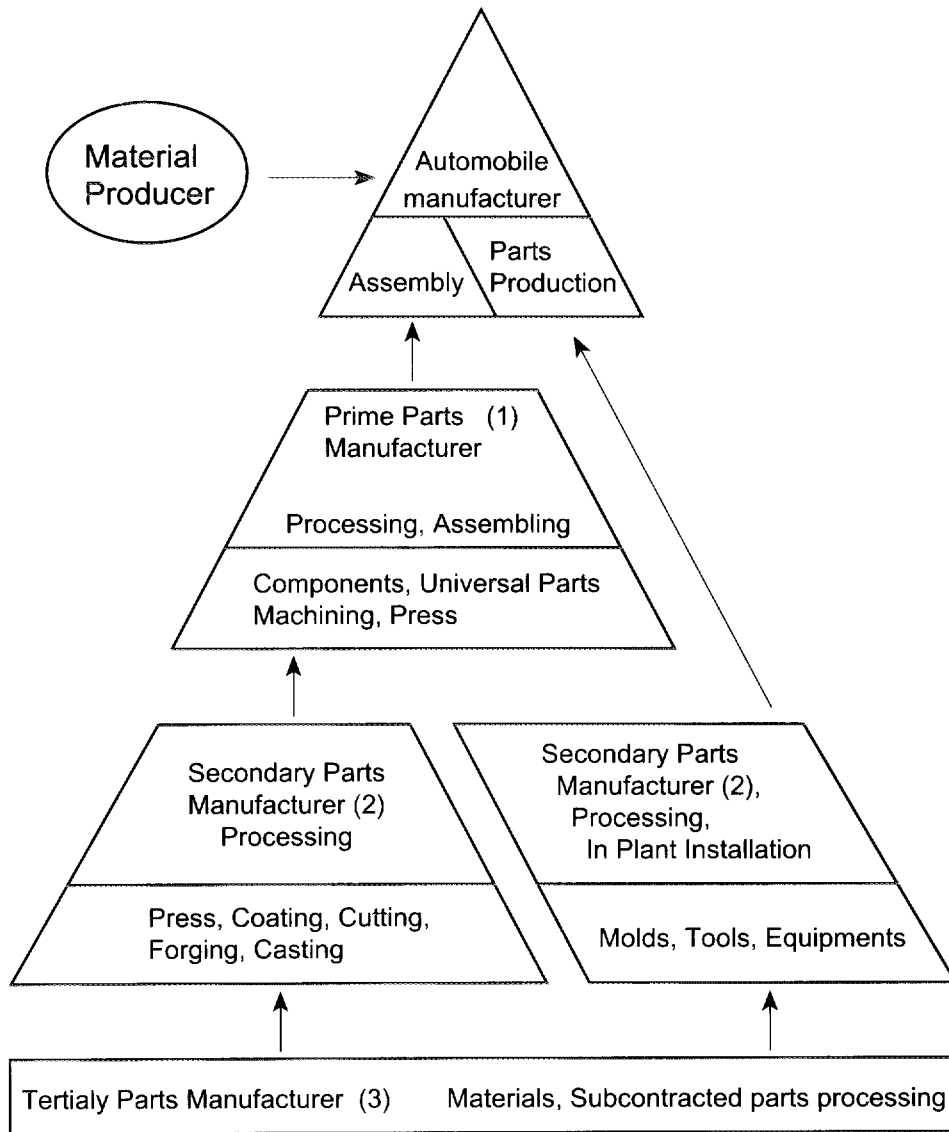 Material
Producer
Automobile
manufacturer
Assembly
Parts
Production
Prime Parts (1)
Manufacturer
Processing, Assembling
Components, Universal Parts
Machining, Press
Secondary Parts
Manufacturer (2)
Processing
Press, Coating, Cutting,
Forging, Casting
Secondary Parts
Manufacturer (2),
Processing,
In Plant Installation
Molds, Tools, Equipments
Tertialy Parts Manufacturer (3) Materials, Subcontracted parts processing